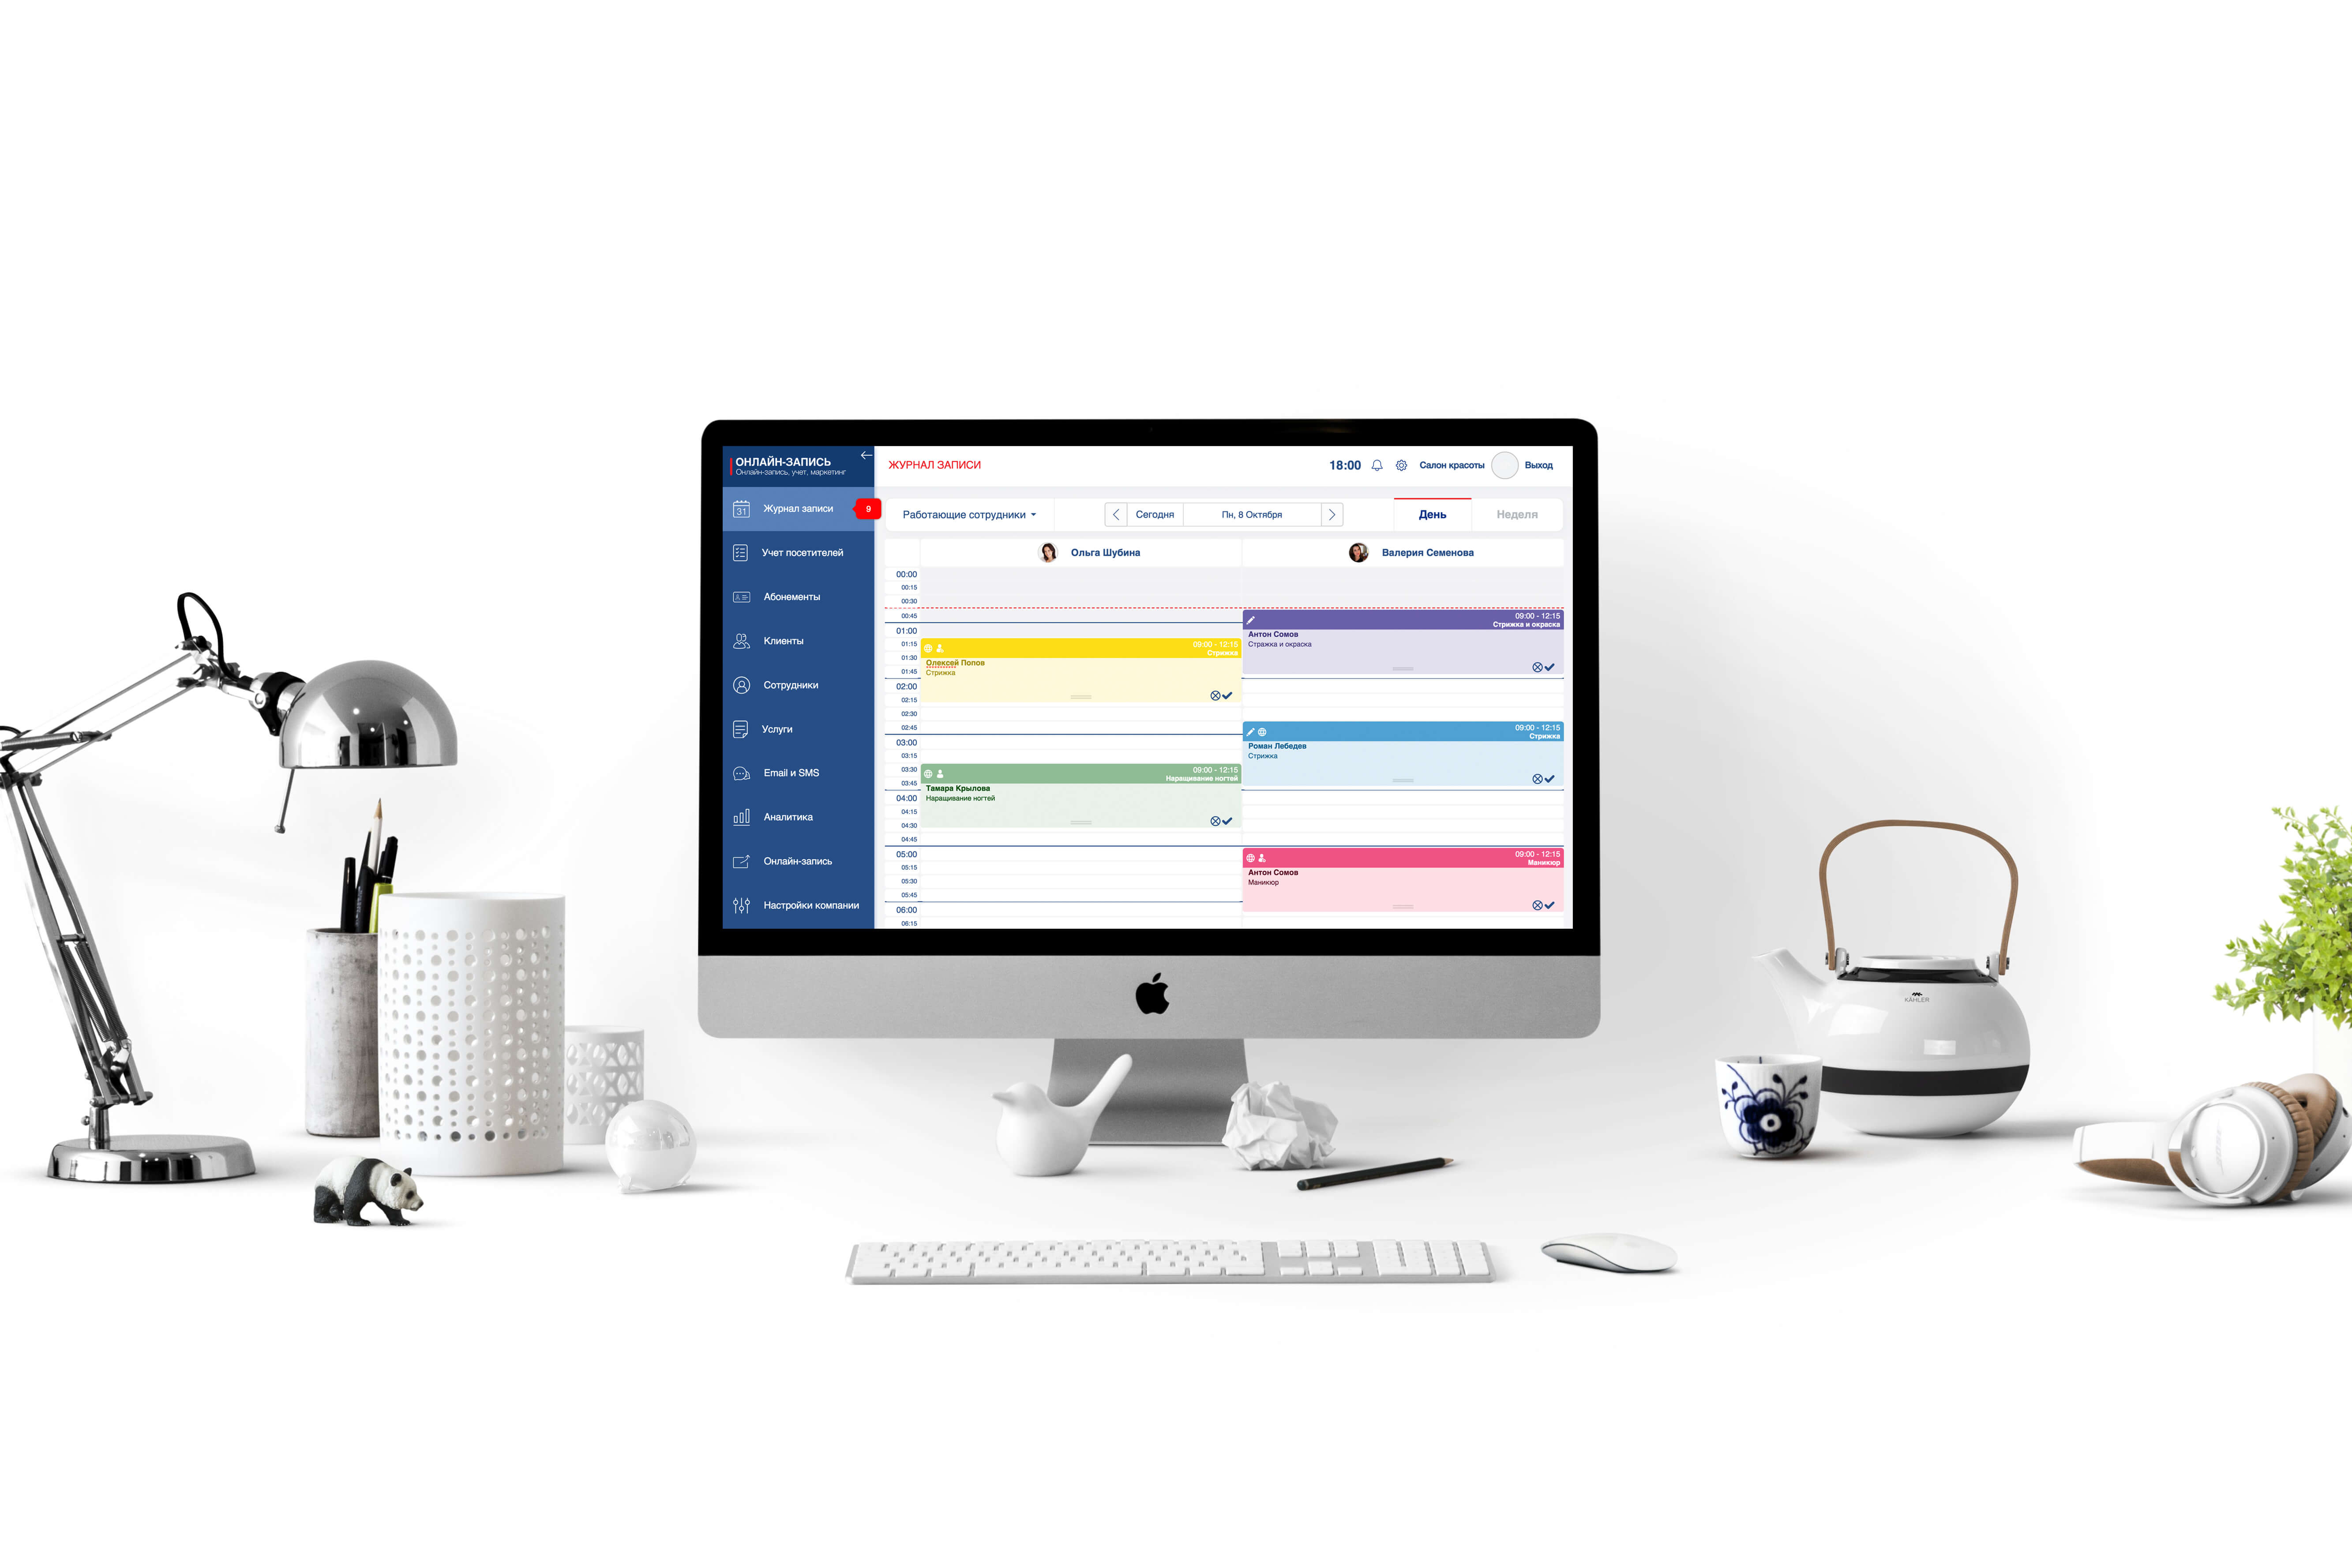 ОНЛАЙН-ЗАПИСЬ
Онлайн-запись, учет, маркетинг
31
Журнал записи
9
Учет посетителей
Абонементы
Клиенты
Сотрудники
Услуги
Email и SMS
Аналитика
Онлайн-запись
Настройки компании
ЖУРНАЛ ЗАПИСИ
18:00
Салон красоты
Выход
Работающие сотрудники
Сегодня
Пн, 8 Октября
День
Неделя
Ольга Шубина
Валерия Семенова
00:00
00:15
00:30
00:45
01:00
01:15
01:30
01:45
02:00
02:15
02:30
02:45
03:00
03:15
03:30
03:45
04:00
04:15
04:30
04:45
05:00
05:15
05:30
05:45
06:00
06:15
09:00 - 12:15
Стрижка
Олексей Попов
Стрижка
09:00 - 12:15
Наращивание ногтей
Тамара Крылова
Наращивание ногтей
09:00 - 12:15
Стрижка и окраска
Антон Сомов
Стражка и окраска
09:00 - 12:15
Стрижка
Роман Лебедев
Стрижка
09:00 - 12:15
Маникюр
Антон Сомов
Маникюр
KÄHLER